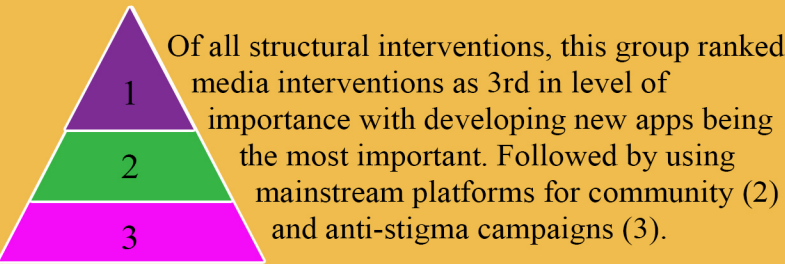 1
2
3
Of all structural interventions, this group ranked
media interventions as 3rd in level of
importance with developing new apps being
the most important. Followed by using
mainstream platforms for community (2)
and anti-stigma campaigns (3).